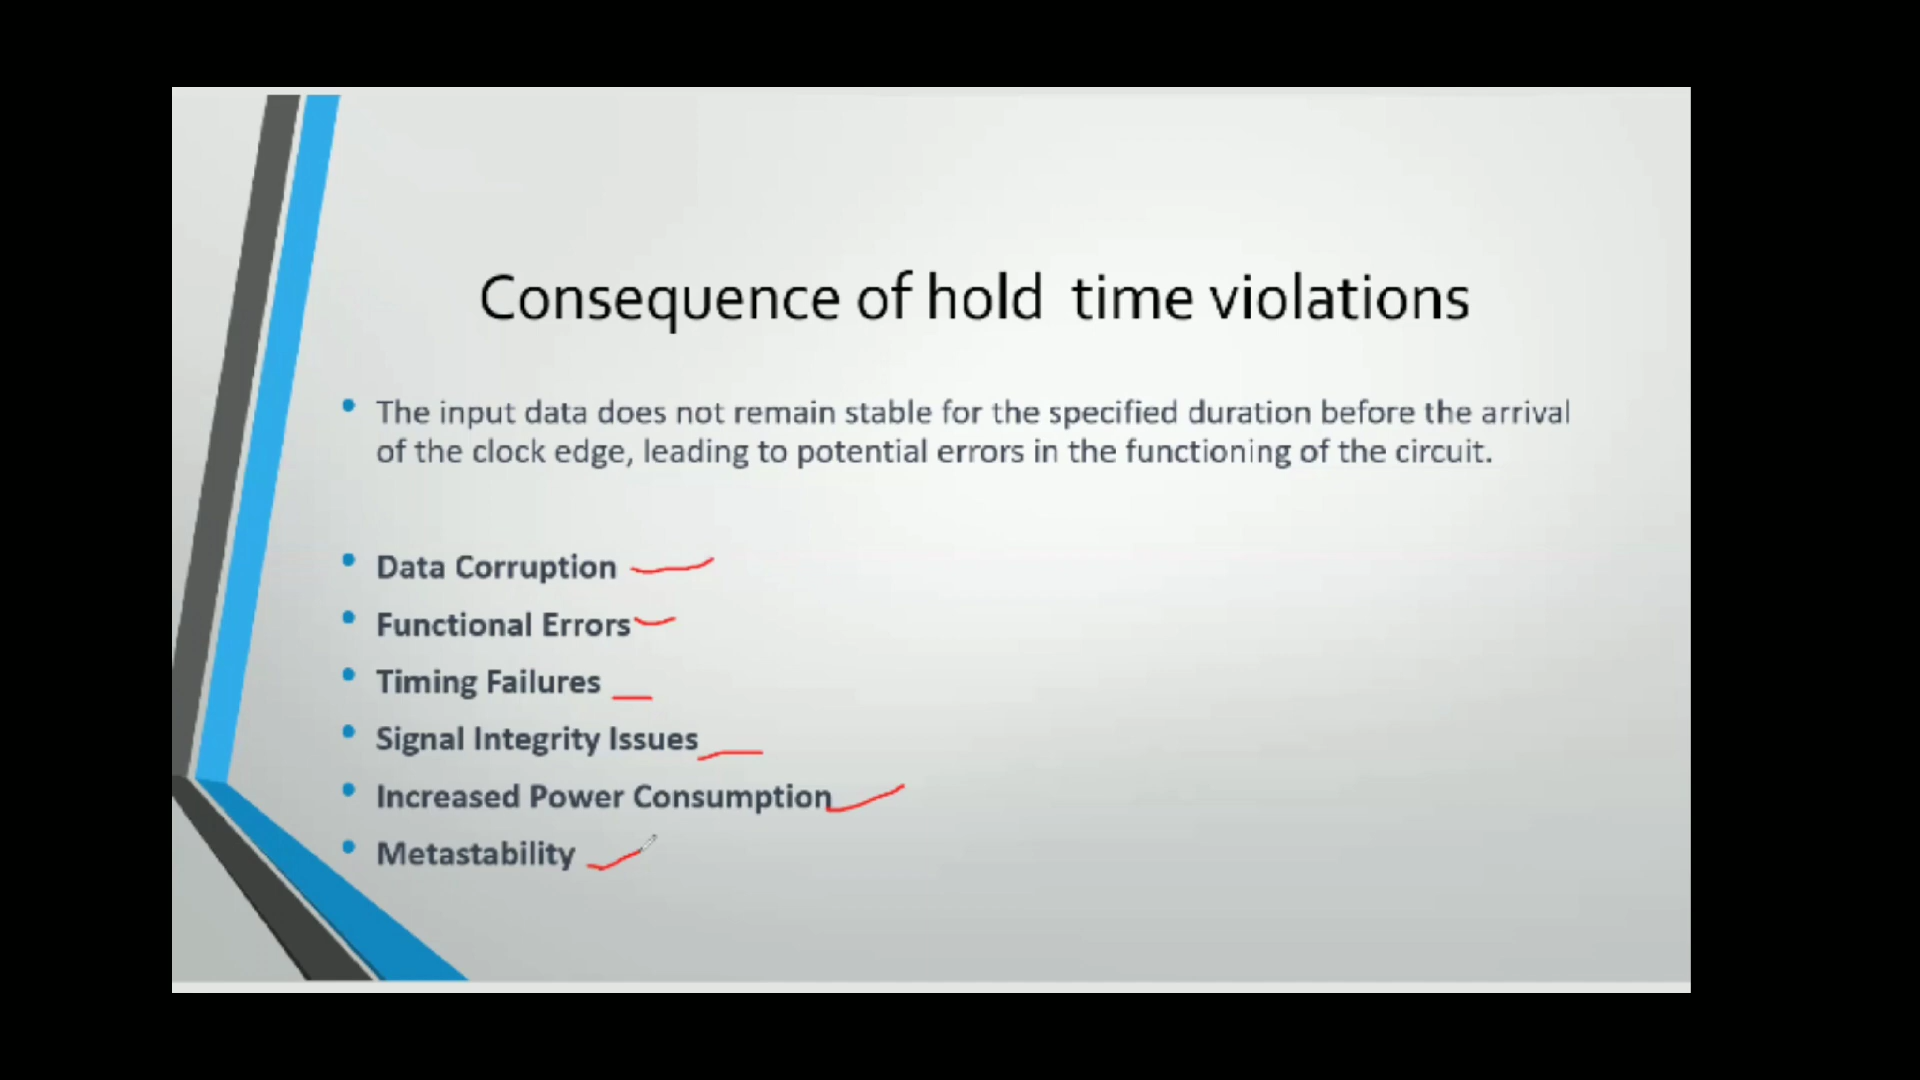 Consequence of hold time violations
The input data does not remain stable for the specified duration before the arrival
of the clock edge, leading to potential errors in the functioning of the circuit.
Data Corruption
Functional Errors
Timing Failures
Signal Integrity Issues
Increased Power Consumption
Metastability